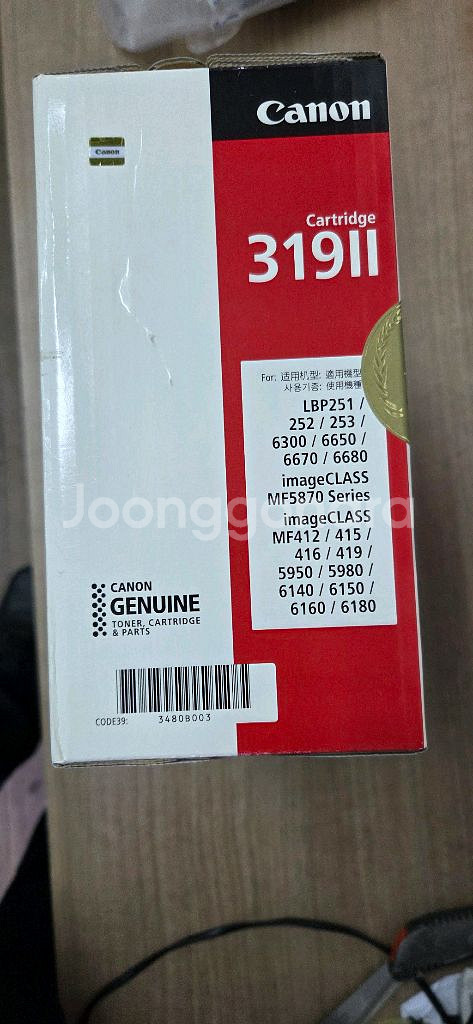 Canon
Canon
Cartridge
319II
For: 适用机型: 適用機型
사용기종: 使用機種
LBP251 /
252 / 253 /
6300 / 6650 /
6670 / 6680
imageCLASS
MF5870 Series
imageCLASS
MF412 / 415 /
416 / 419 /
5950 / 5980 /
6140 / 6150 /
6160 / 6180
CANON
GENUINE
TONER, CARTRIDGE
& PARTS
CODE39: 3480B003
Joonggonara